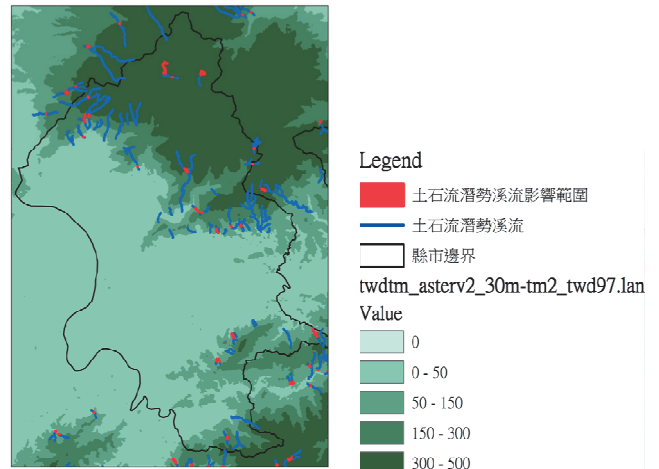 Legend
土石流潛勢溪流影響範圍
土石流潛勢溪流
縣市邊界
twdtm_asterv2_30m-tm2_twd97.lan
Value
0
0 - 50
50 - 150
150 - 300
300 - 500